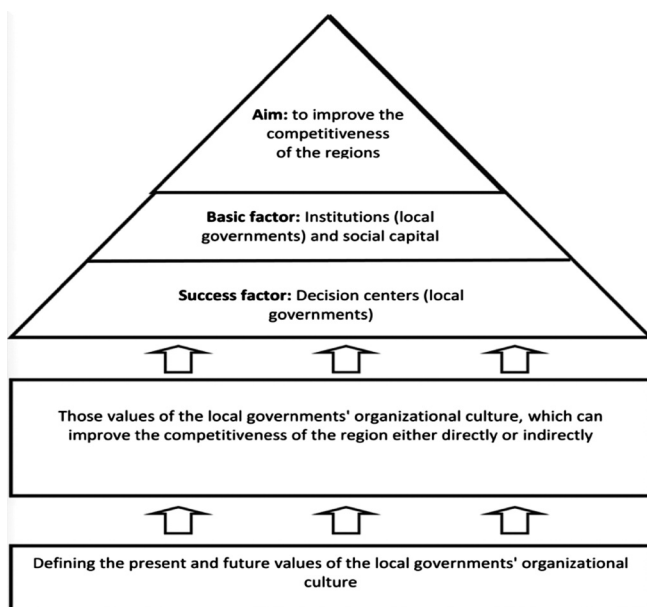 Aim: to improve the
competitiveness
of the regions
Basic factor: Institutions (local
governments) and social capital
Success factor: Decision centers (local
governments)
Those values of the local governments' organizational culture, which can
improve the competitiveness of the region either directly or indirectly
Defining the present and future values of the local governments' organizational
culture